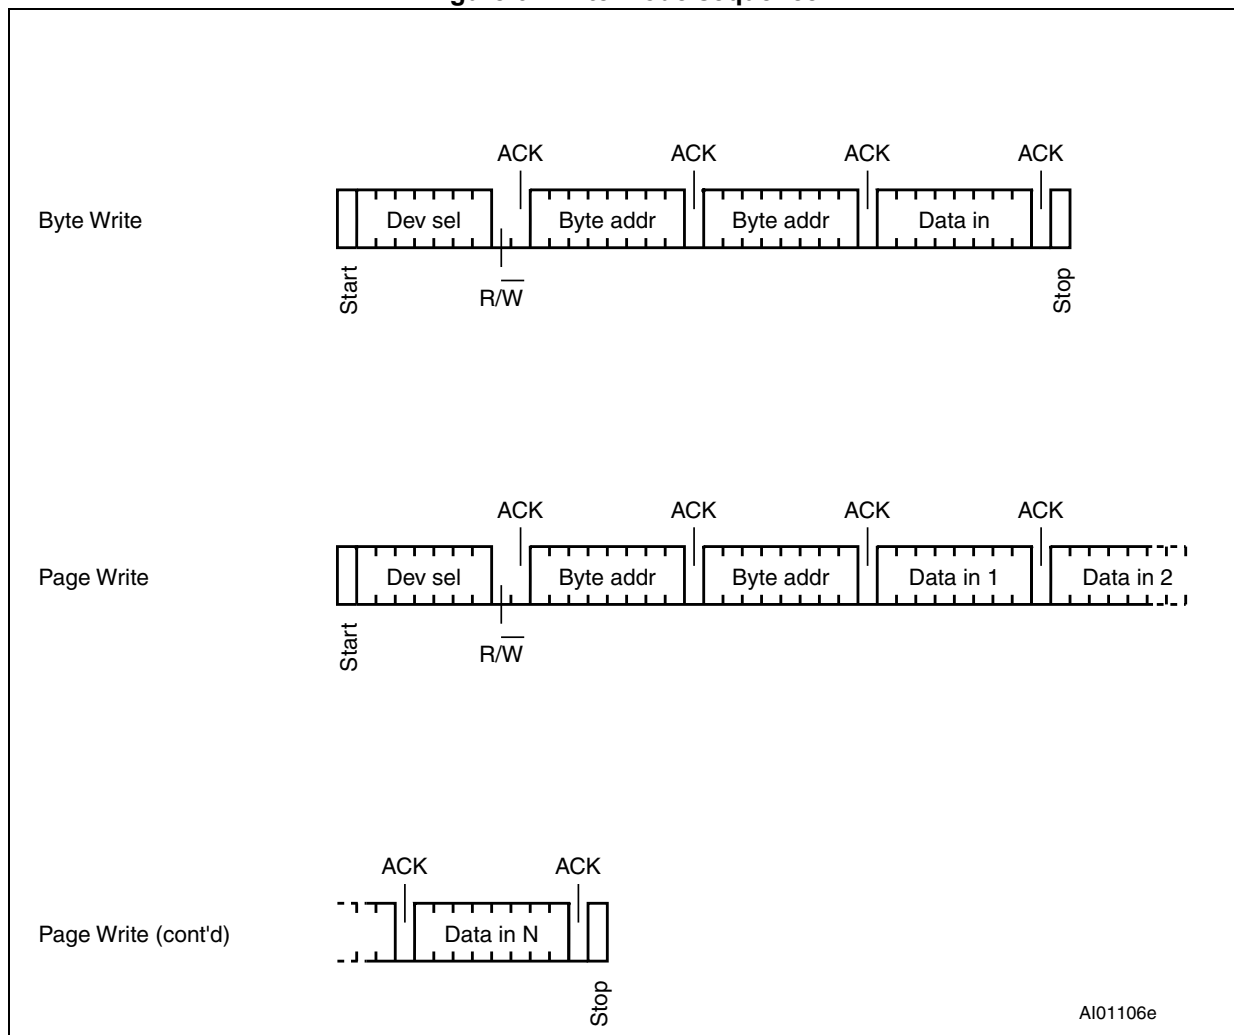 ACK ACK ACK ACK
Byte Write Dev sel Byte addr Byte addr Data in
Start R/W̅ Stop
ACK ACK ACK ACK
Page Write Dev sel Byte addr Byte addr Data in 1 Data in 2
Start R/W̅
ACK ACK
Page Write (cont'd) Data in N
Stop
AI01106e